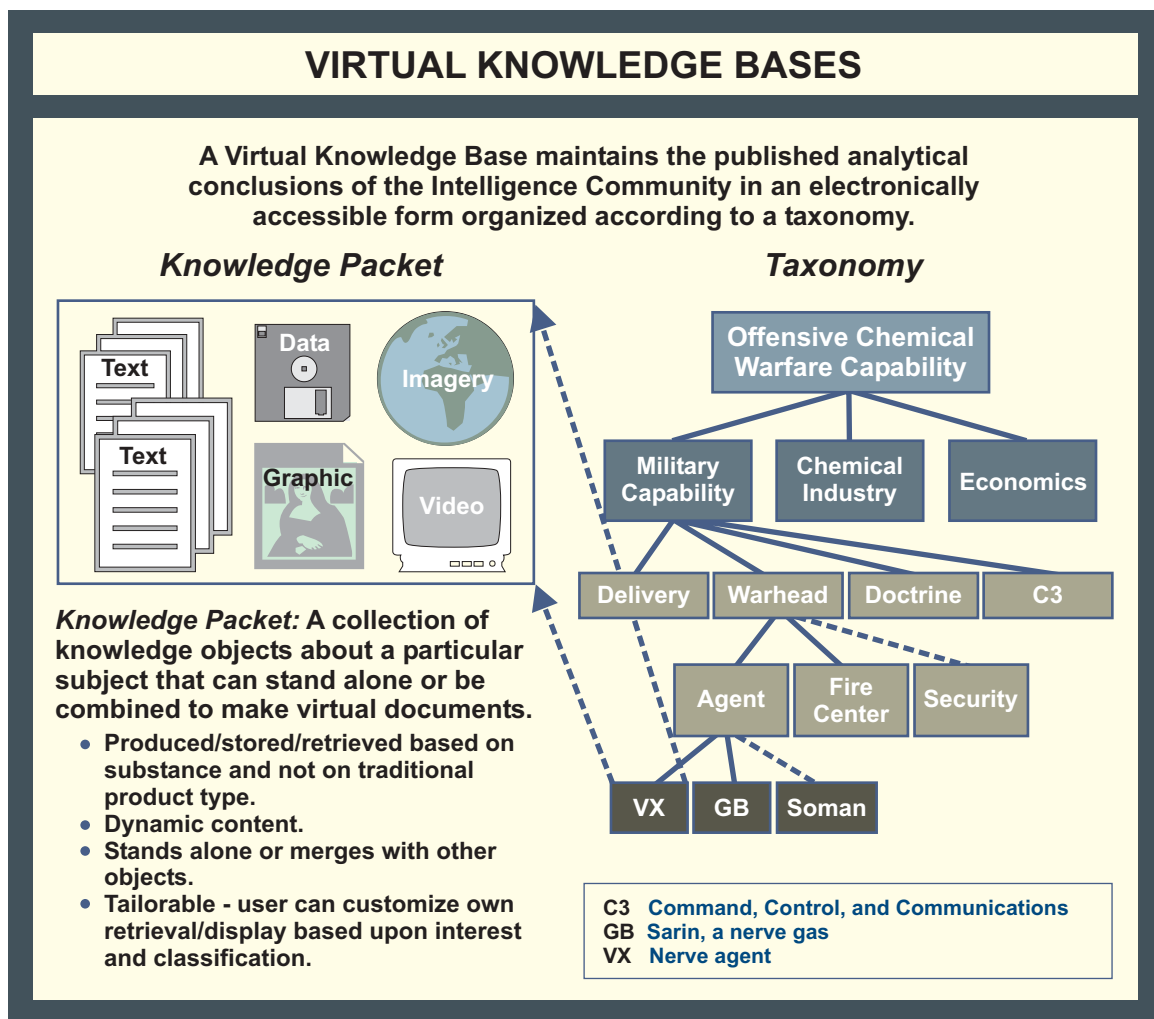 VIRTUAL KNOWLEDGE BASES
A Virtual Knowledge Base maintains the published analytical
conclusions of the Intelligence Community in an electronically
accessible form organized according to a taxonomy.
Knowledge Packet
Text
Text
Data
Imagery
Graphic
Video
Knowledge Packet: A collection of
knowledge objects about a particular
subject that can stand alone or be
combined to make virtual documents.
• Produced/stored/retrieved based on
substance and not on traditional
product type.
• Dynamic content.
• Stands alone or merges with other
objects.
• Tailorable - user can customize own
retrieval/display based upon interest
and classification.
Taxonomy
Offensive Chemical
Warfare Capability
Military
Capability
Chemical
Industry
Economics
Delivery
Warhead
Doctrine
C3
Agent
Fire
Center
Security
VX
GB
Soman
C3 Command, Control, and Communications
GB Sarin, a nerve gas
VX Nerve agent